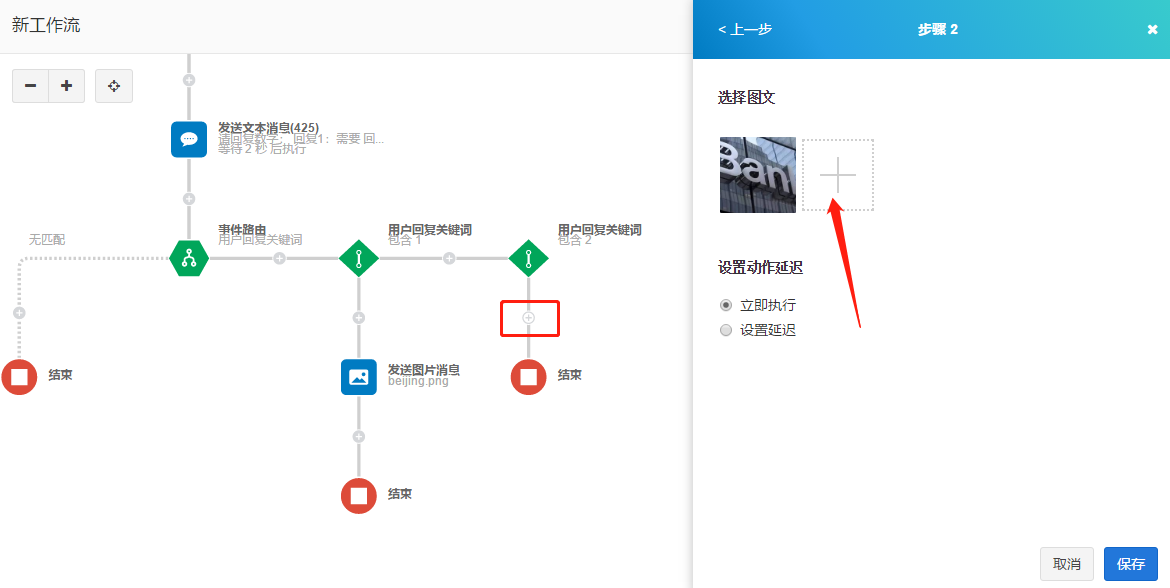 新工作流
< 上一步
步骤 2
选择图文
Bank
设置动作延迟
立即执行
设置延迟
取消
保存
发送文本消息(425)
请回复数字： 回复1：需要 回...
等待 2 秒 后执行
无匹配
事件路由
用户回复关键词
用户回复关键词
包含 1
用户回复关键词
包含 2
结束
发送图片消息
beijing.png
结束
结束